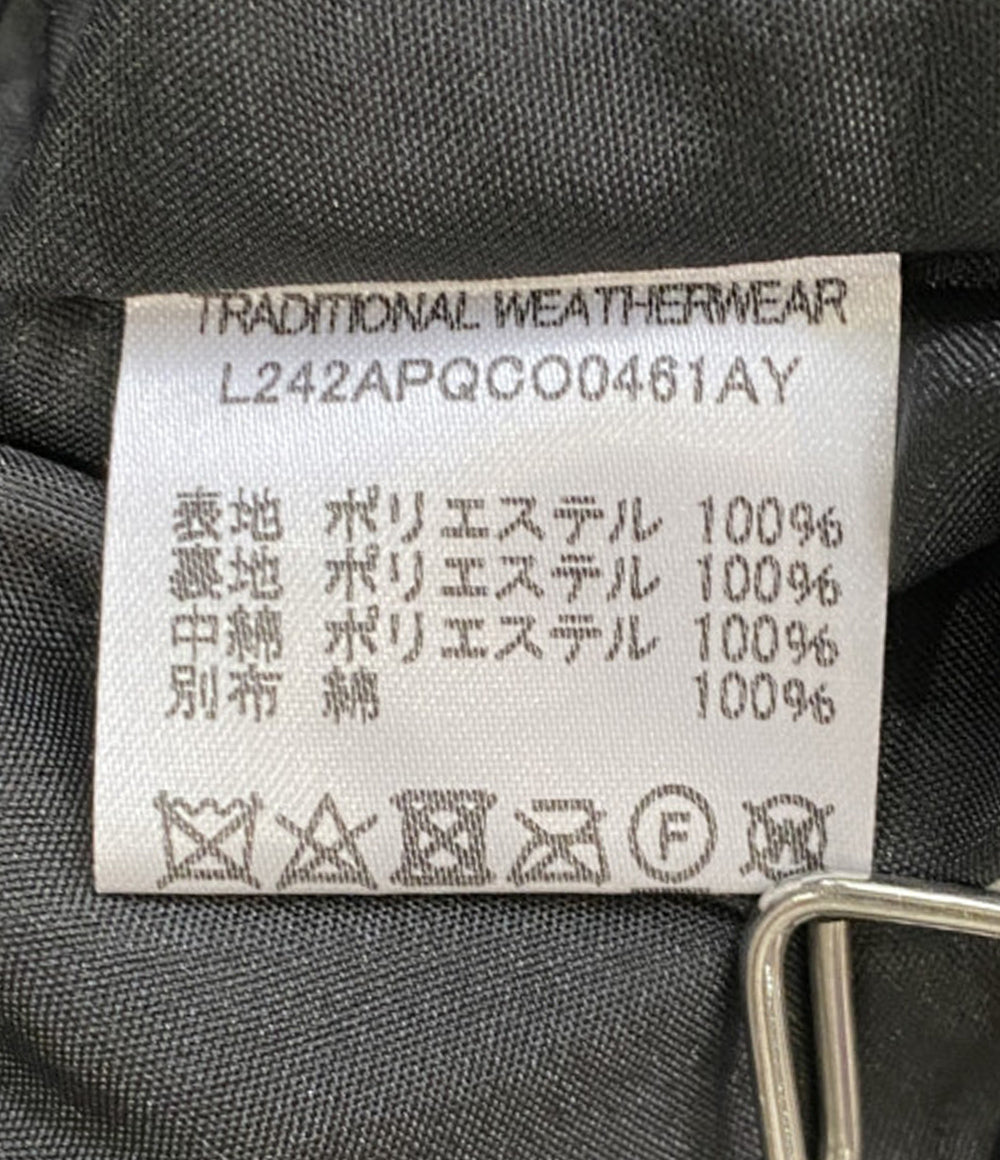 TRADITIONAL WEATHERWEAR
L242APQCO0461AY
表地 ポリエステル 100%
裏地 ポリエステル 100%
中綿 ポリエステル 100%
別布 綿 100%
F
W